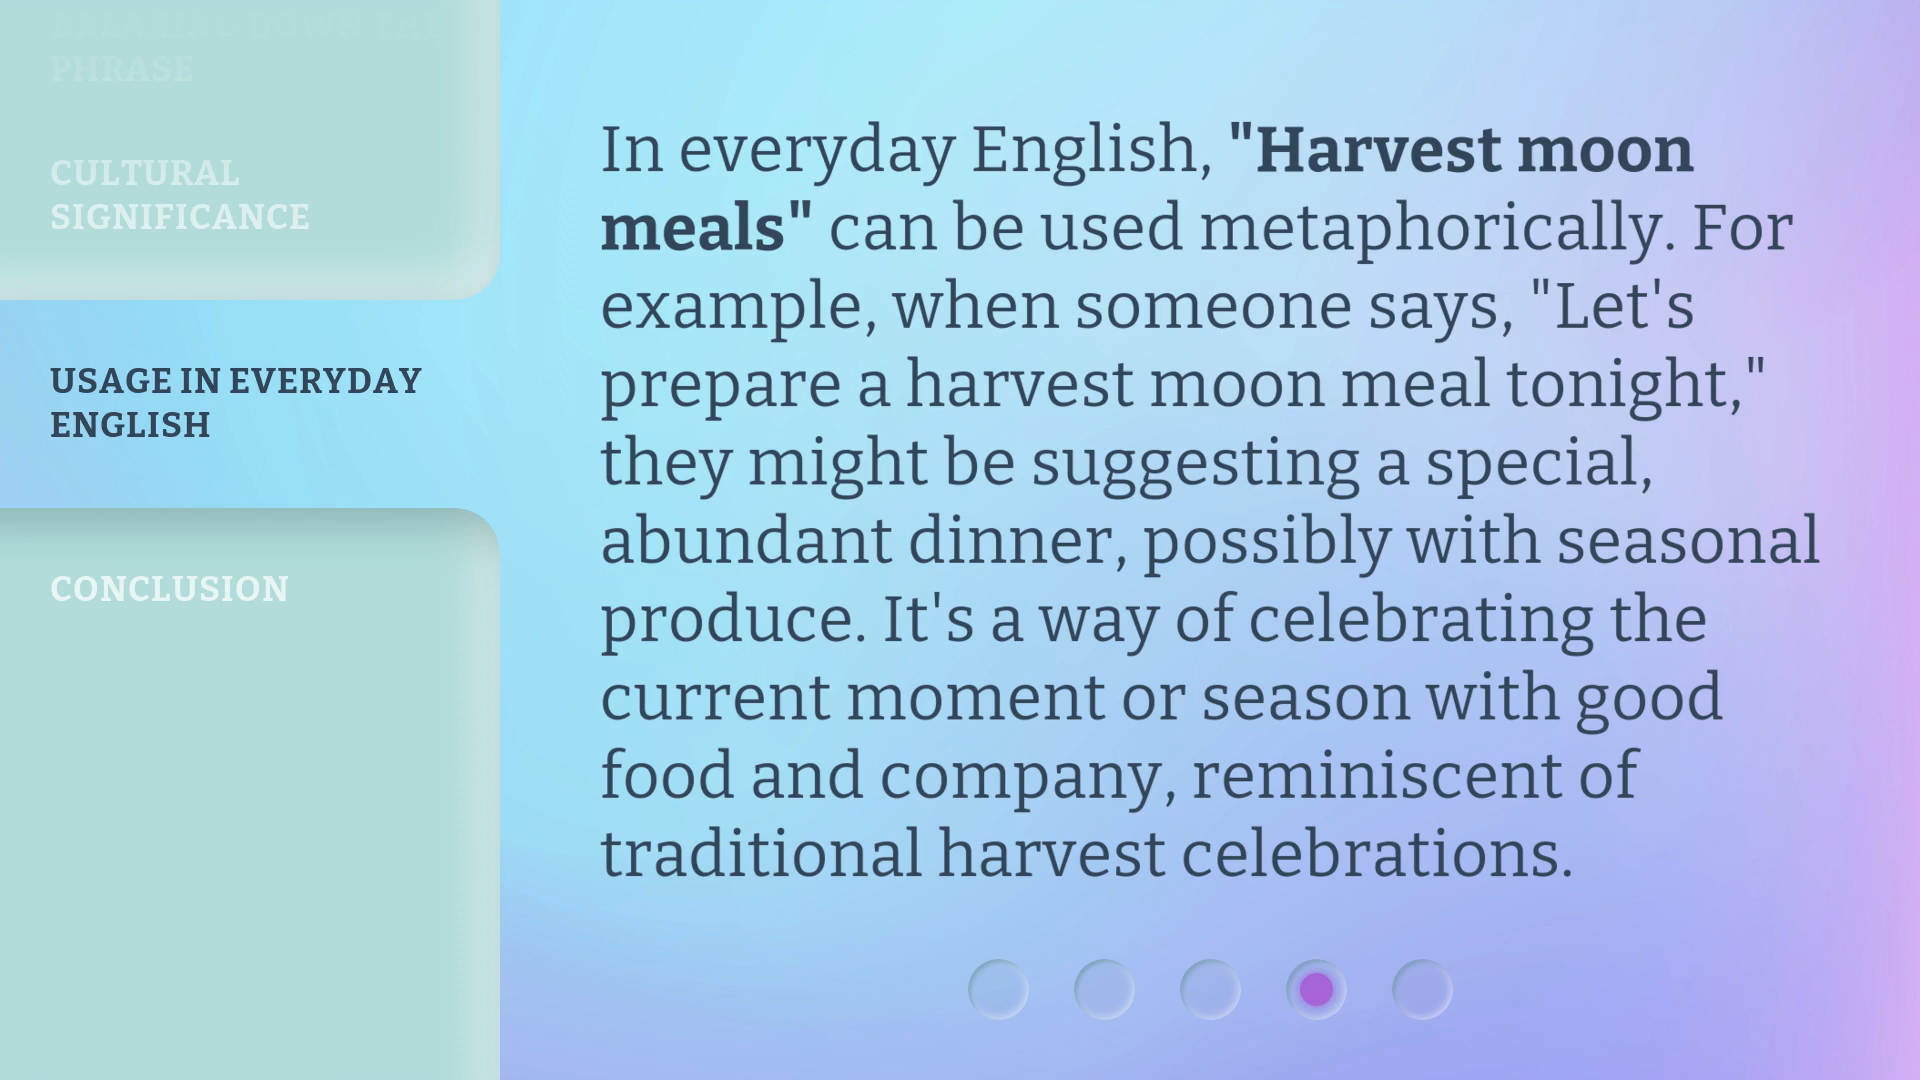 BREAKING DOWN THE
PHRASE
CULTURAL
SIGNIFICANCE
USAGE IN EVERYDAY
ENGLISH
CONCLUSION
In everyday English, "Harvest moon
meals" can be used metaphorically. For
example, when someone says, "Let's
prepare a harvest moon meal tonight,"
they might be suggesting a special,
abundant dinner, possibly with seasonal
produce. It's a way of celebrating the
current moment or season with good
food and company, reminiscent of
traditional harvest celebrations.